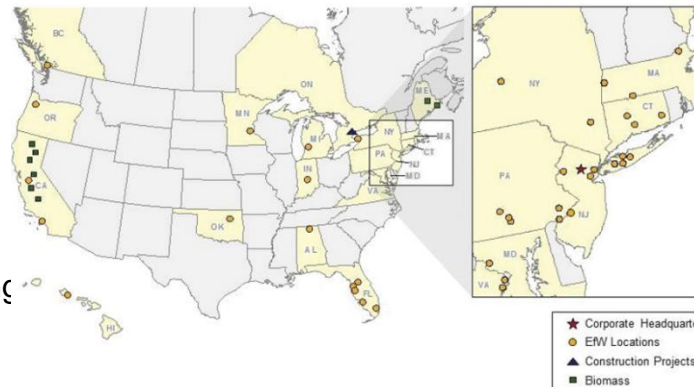 BC
ON
ME
OR
MN
MI
NY
MA
CT
PA
NJ
MD
IN
VA
CA
OK
AL
FL
HI
NY
MA
CT
PA
NJ
MD
VA
Corporate Headquarte
EfW Locations
Construction Projects
Biomass